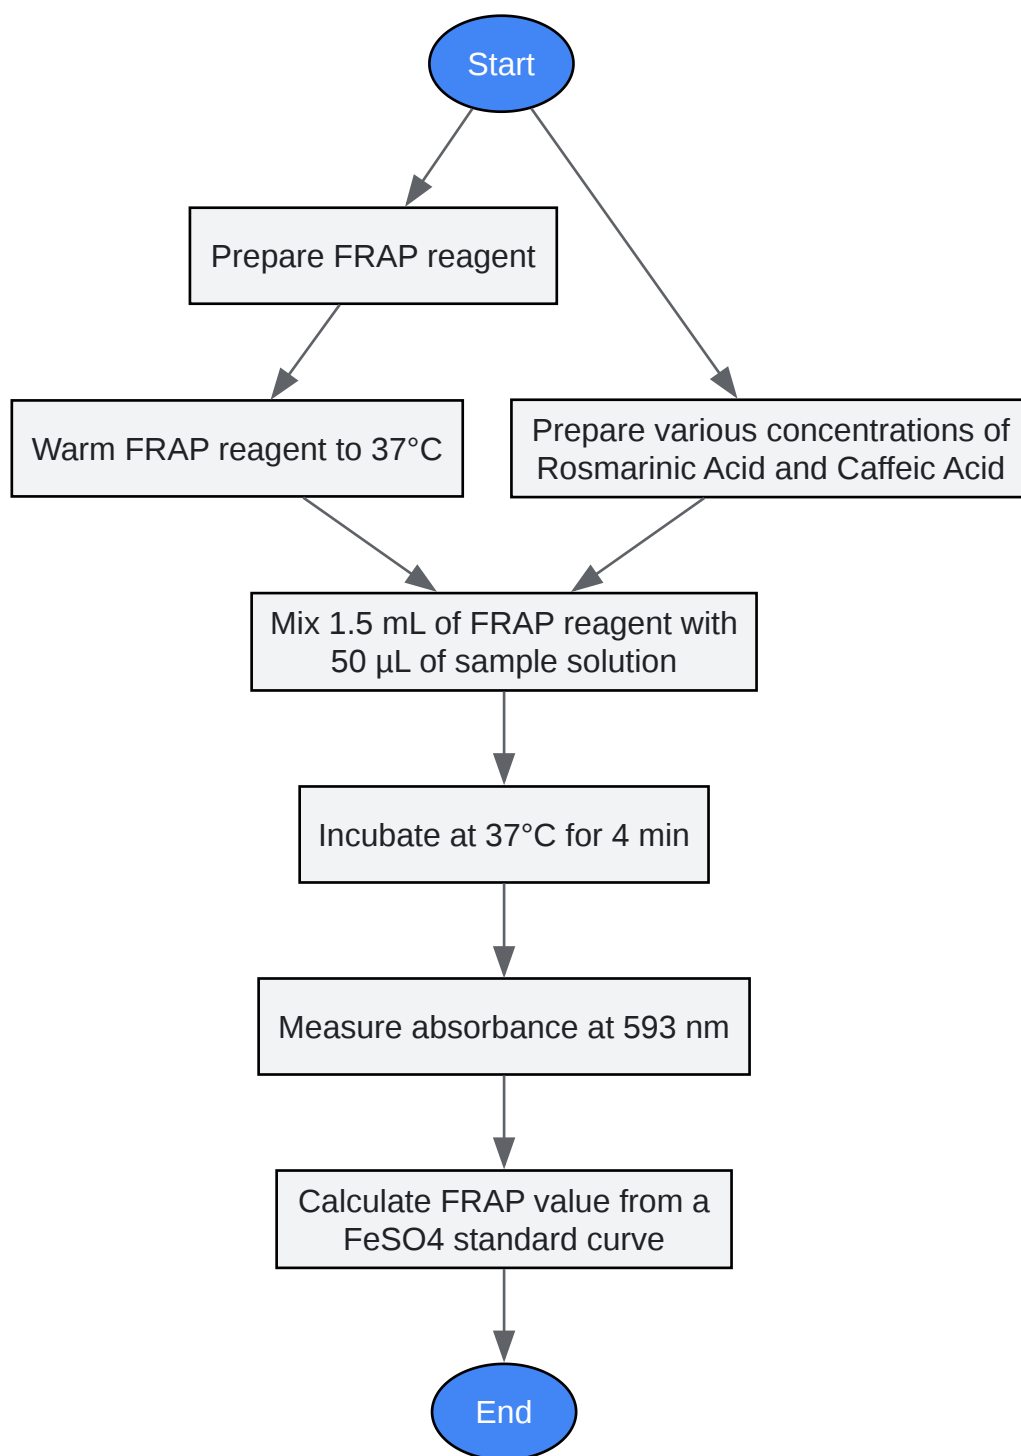 Start
Prepare FRAP reagent
Warm FRAP reagent to 37°C
Prepare various concentrations of
Rosmarinic Acid and Caffeic Acid
Mix 1.5 mL of FRAP reagent with
50 µL of sample solution
Incubate at 37°C for 4 min
Measure absorbance at 593 nm
Calculate FRAP value from a
FeSO4 standard curve
End